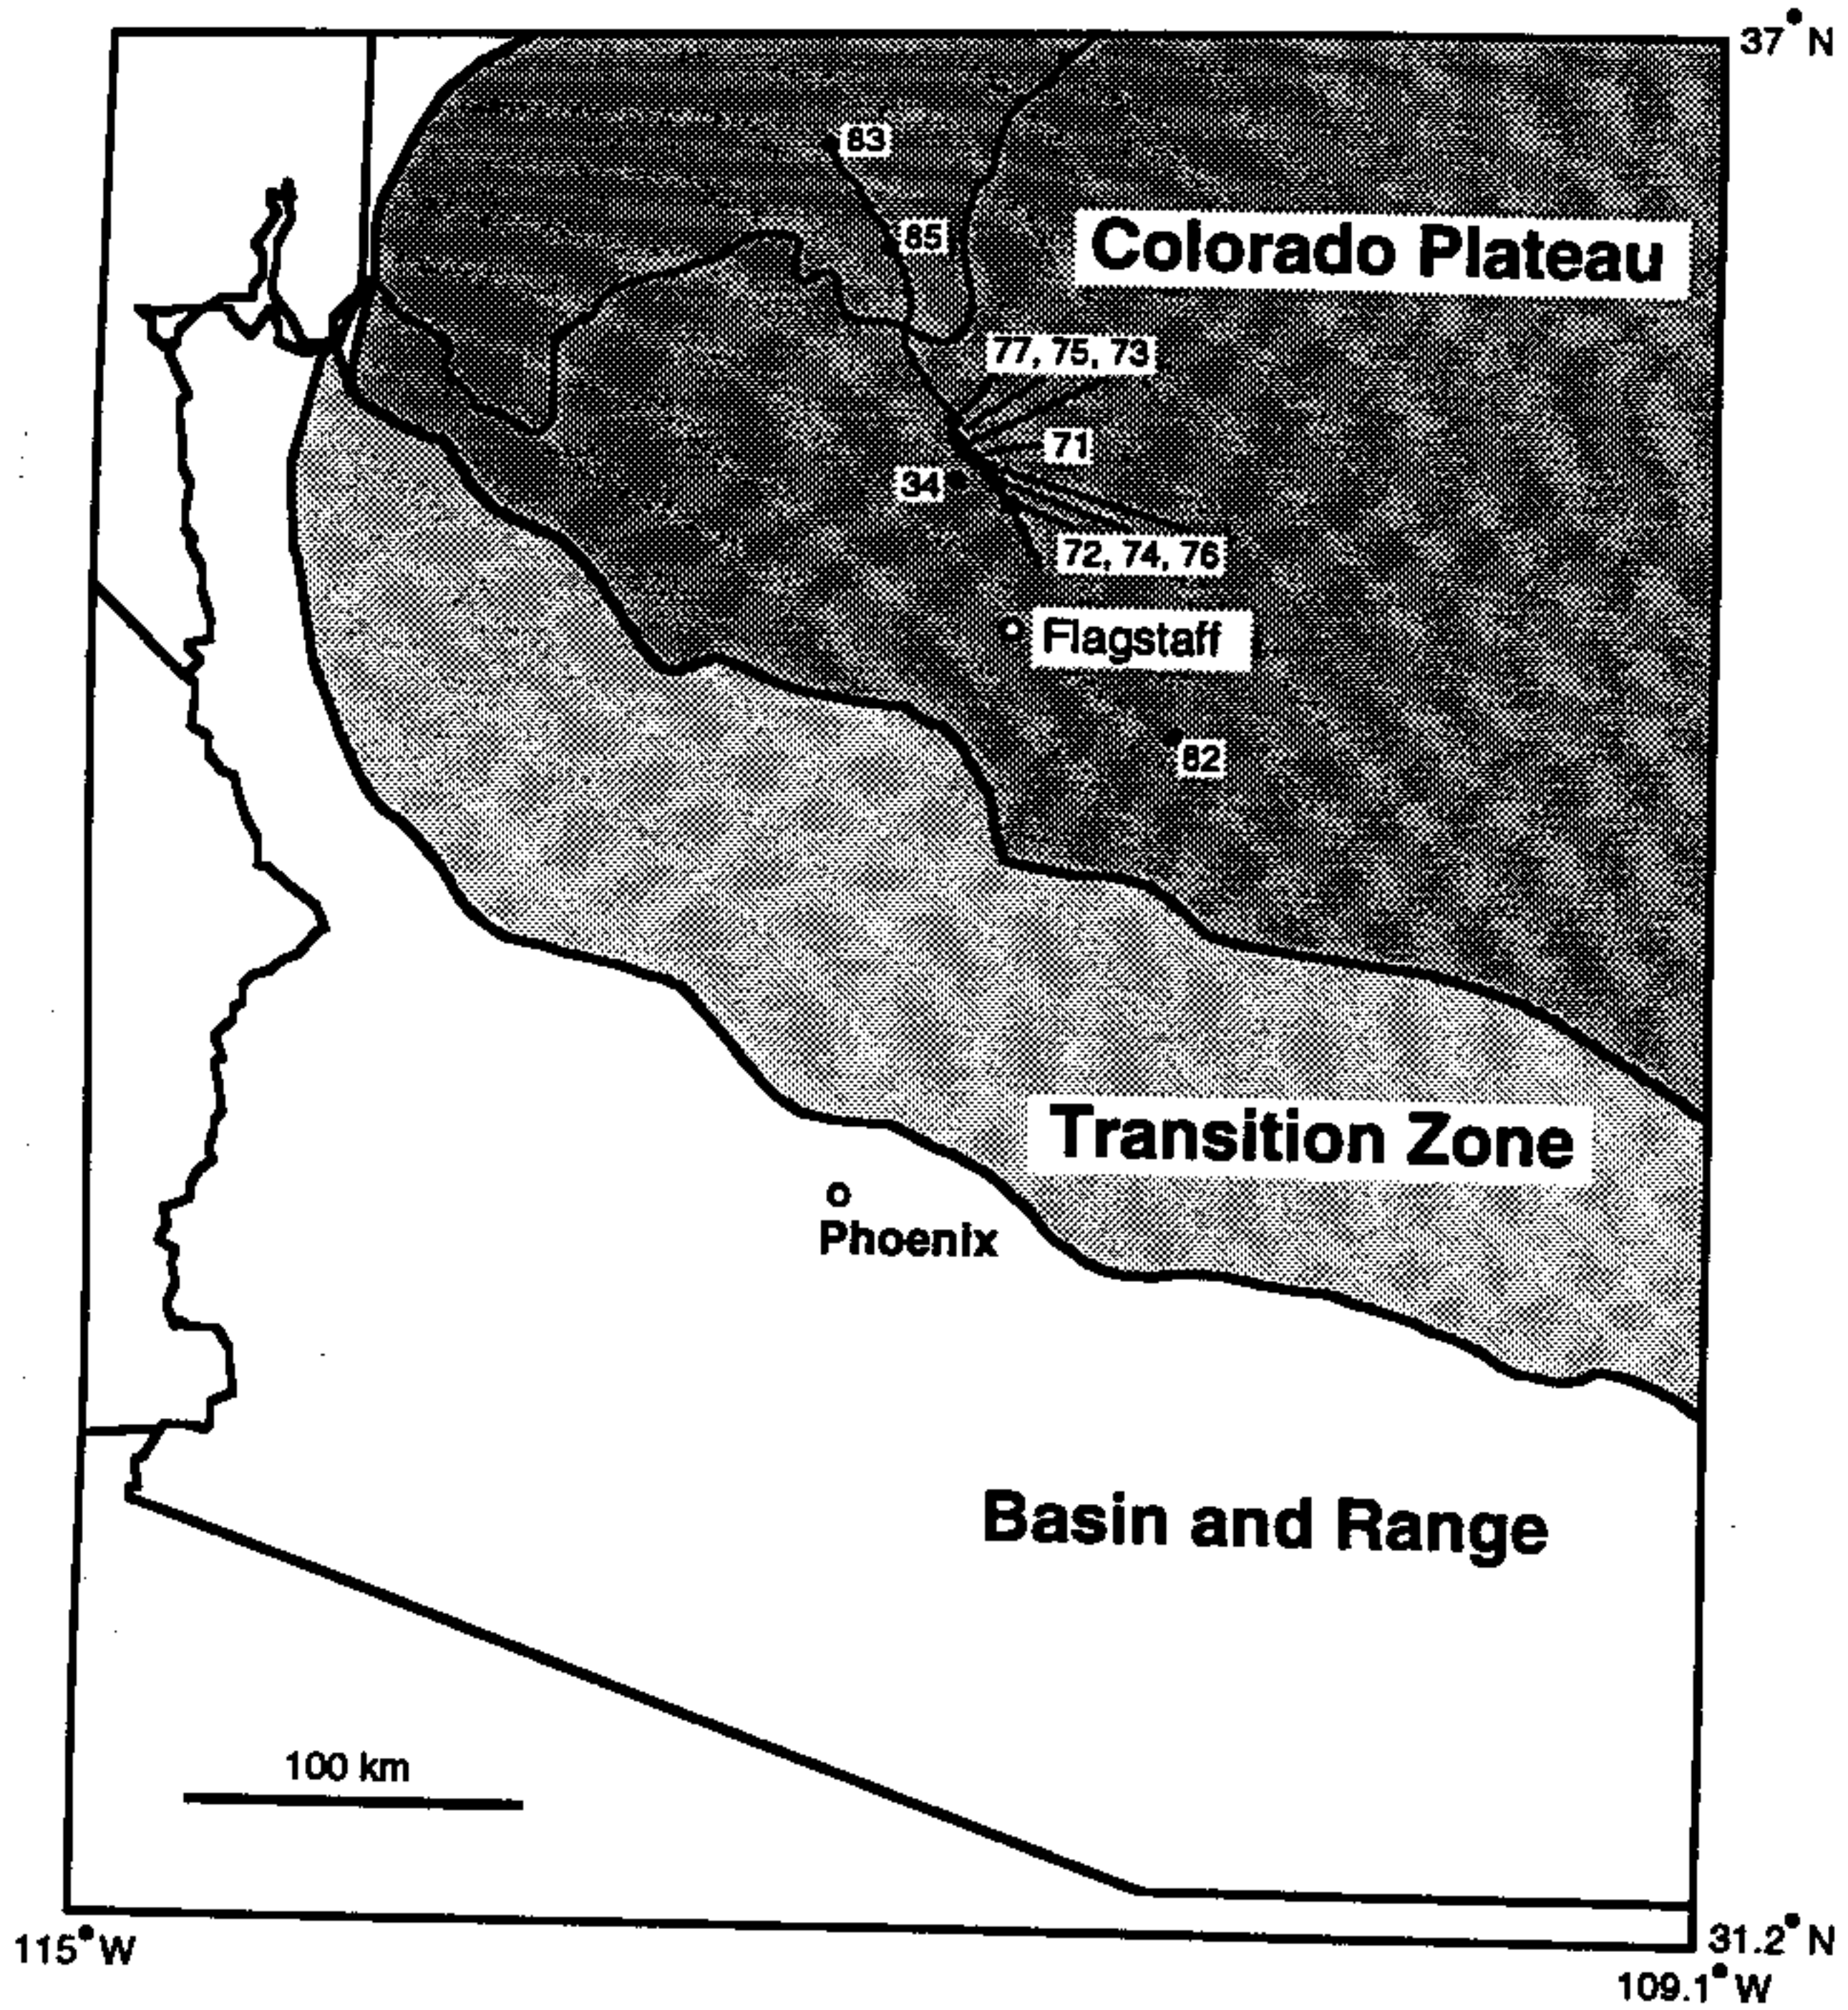 37° N
83
85
Colorado Plateau
77, 75, 73
71
34
72, 74, 76
Flagstaff
82
Transition Zone
Phoenix
Basin and Range
100 km
115° W
31.2° N
109.1° W